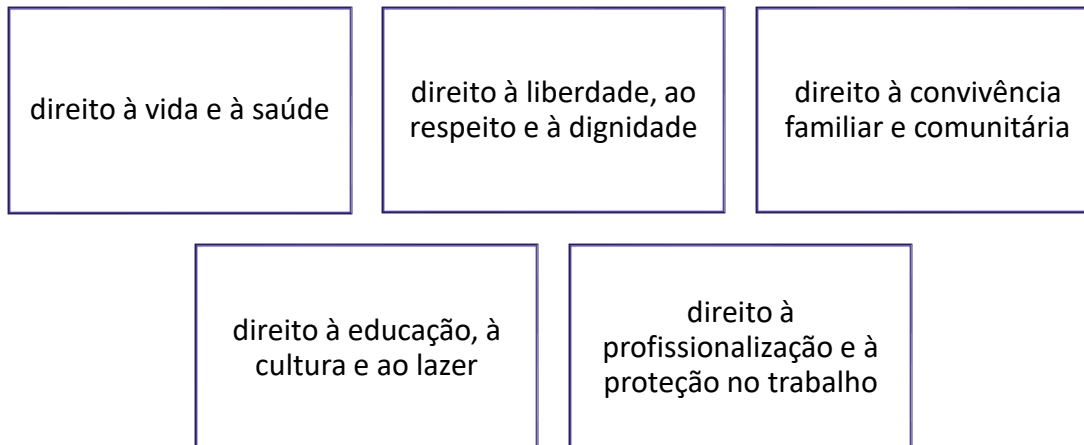 direito à vida e à saúde
direito à liberdade, ao
respeito e à dignidade
direito à convivência
familiar e comunitária
direito à educação, à
cultura e ao lazer
direito à
profissionalização e à
proteção no trabalho